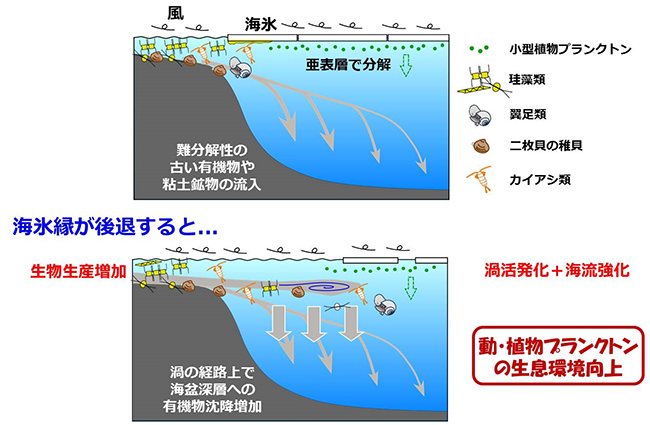 風
海氷
亜表層で分解
難分解性の
古い有機物や
粘土鉱物の流入
小型植物プランクトン
珪藻類
翼足類
二枚貝の稚貝
カイアシ類
海氷縁が後退すると…
生物生産増加
渦の経路上で
海盆深層への
有機物沈降増加
渦活発化＋海流強化
動・植物プランクトン
の生息環境向上